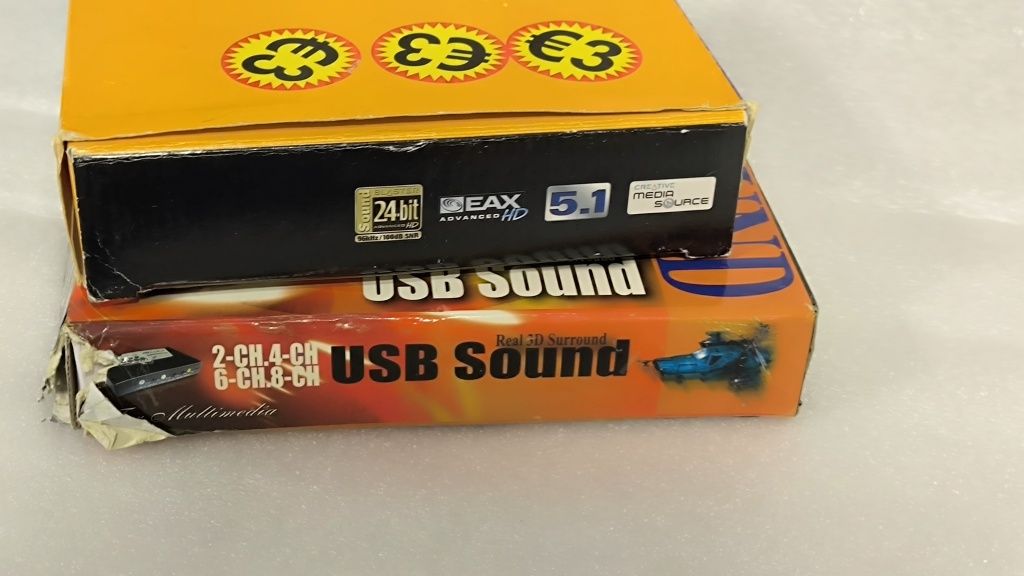 €3
€3
€3
Sound
BLASTER
24-bit
ADVANCED HD
96kHz/100dB SNR
EAX
ADVANCED HD
5.1
CREATIVE
MEDIA
SOURCE
USB Sound
2-CH.4-CH
6-CH.8-CH
Real 3D Surround
USB Sound
Multimedia